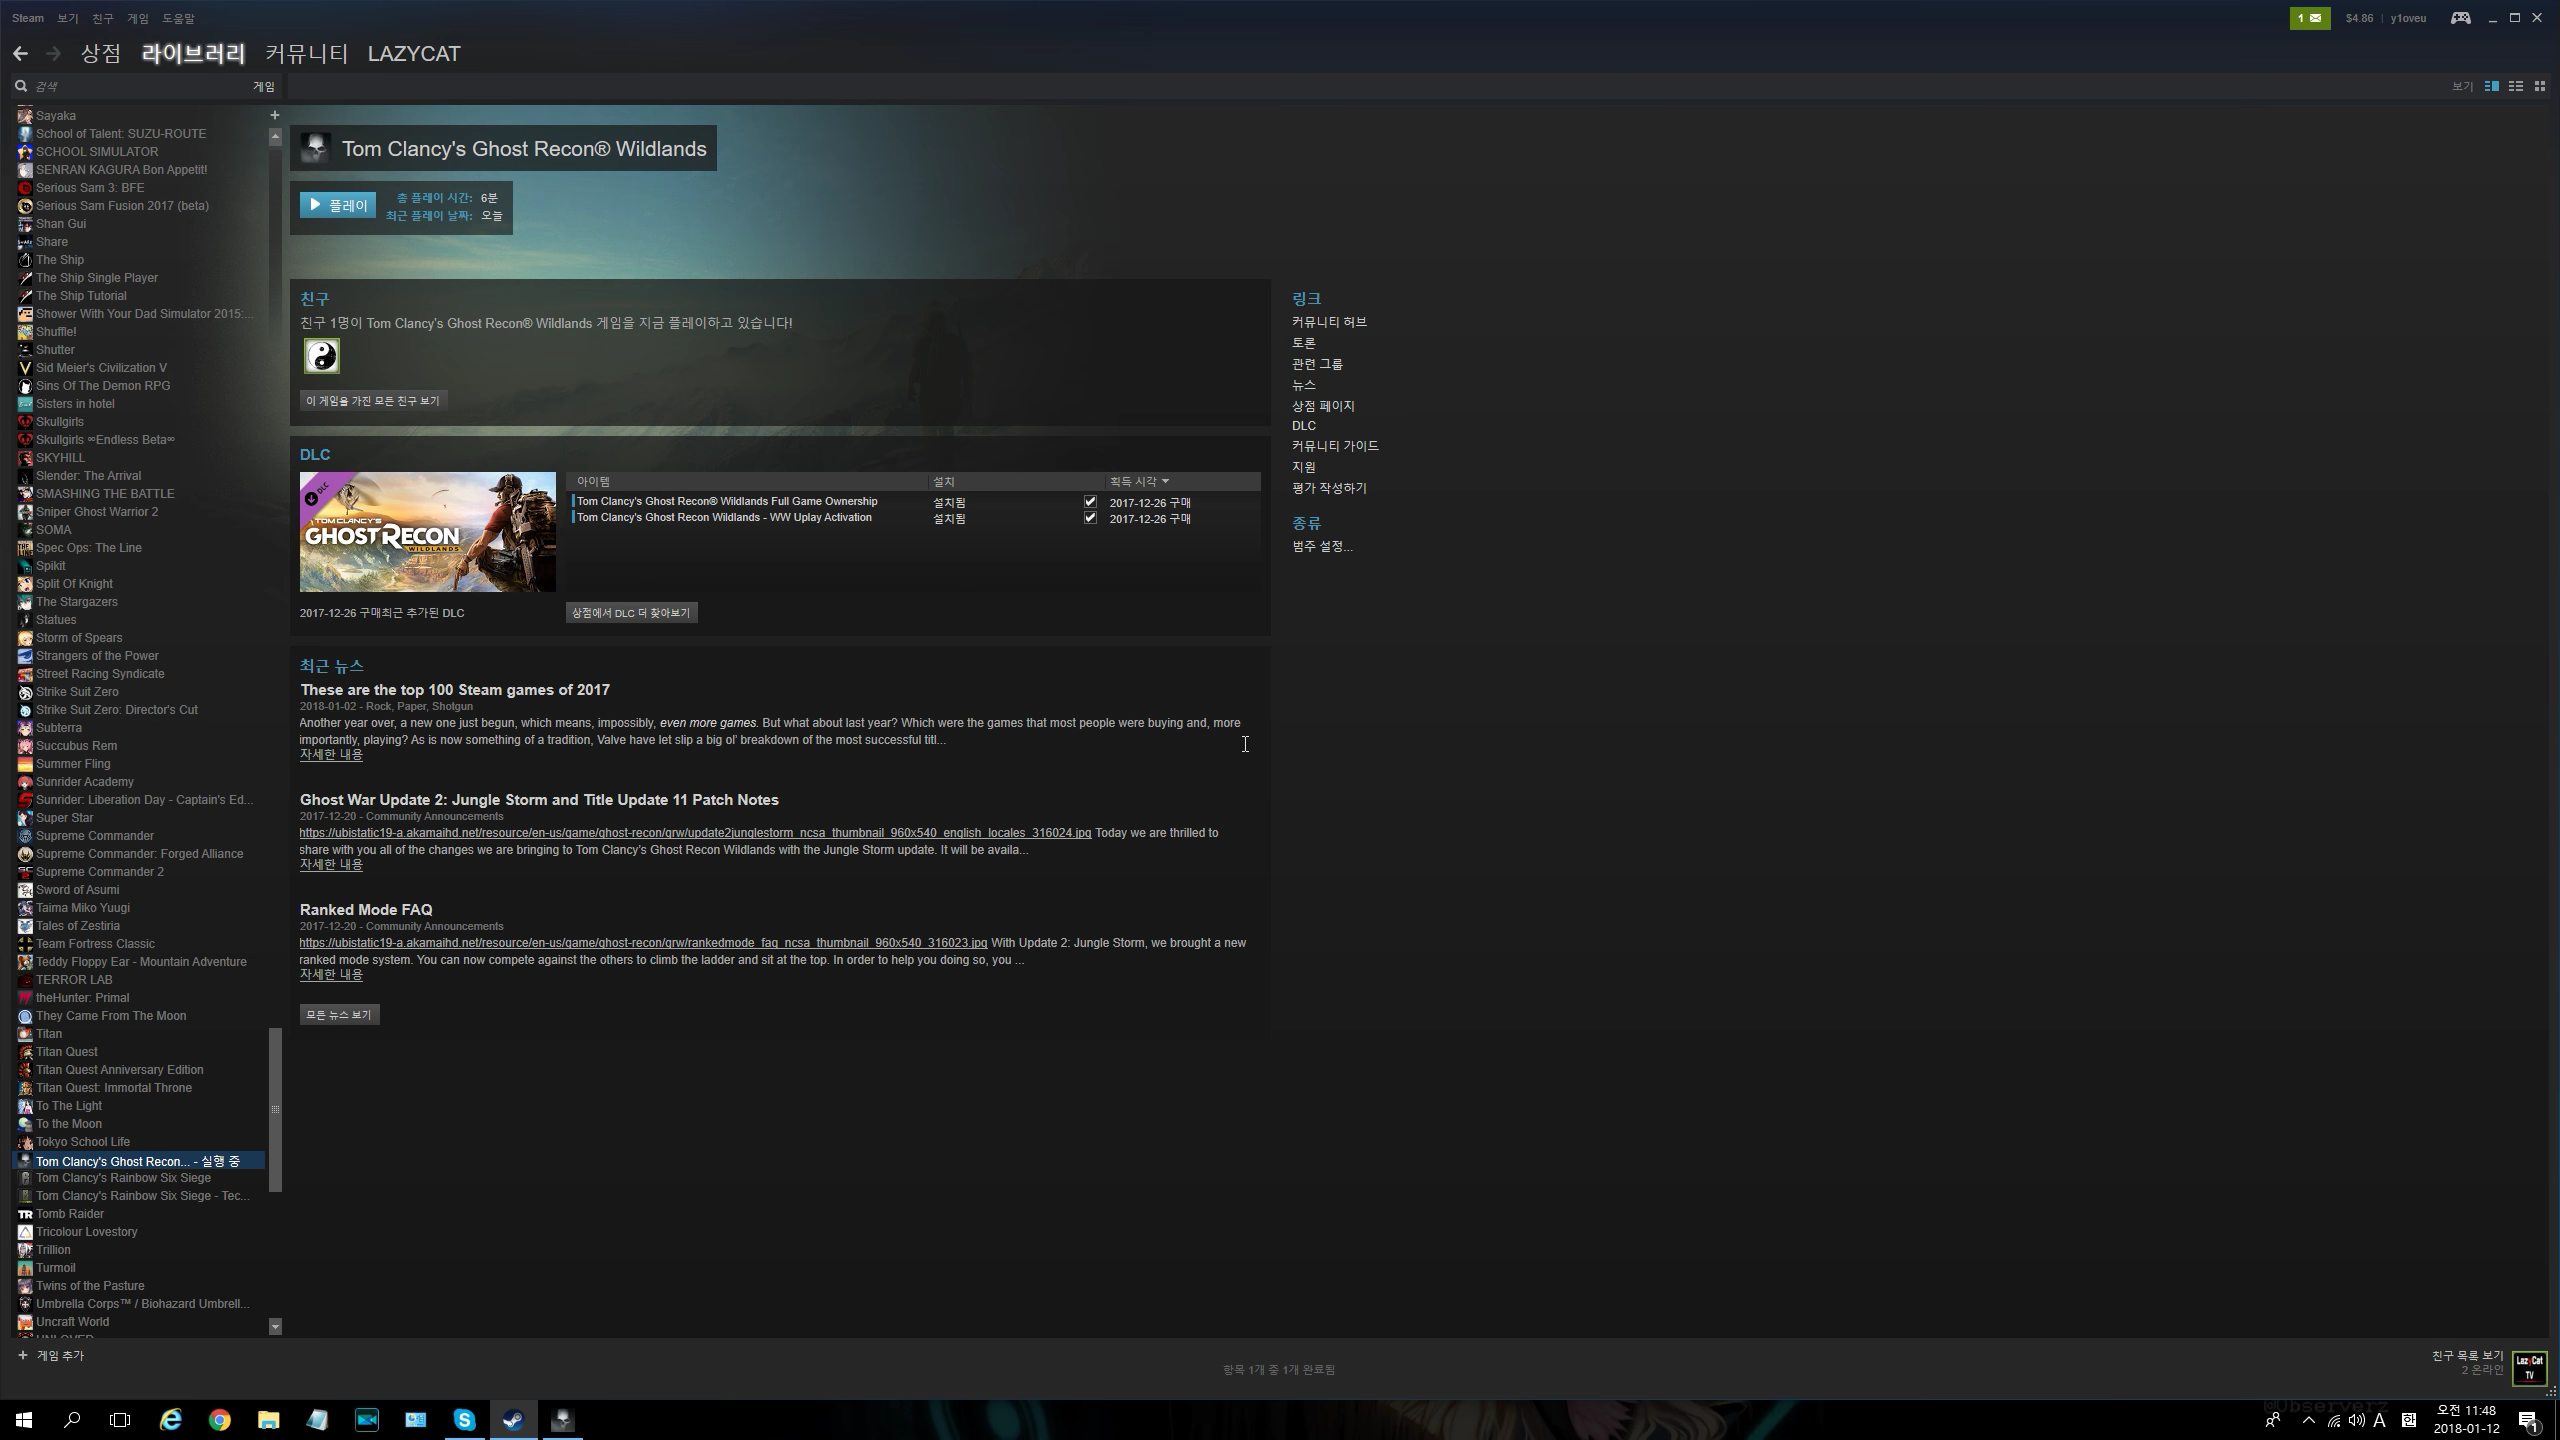 Steam 보기 친구 게임 도움말
1
$4.86 | y1oveu
상점 라이브러리 커뮤니티 LAZYCAT
검색 게임
보기
Sayaka
School of Talent: SUZU-ROUTE
SCHOOL SIMULATOR
SENRAN KAGURA Bon Appetit!
Serious Sam 3: BFE
Serious Sam Fusion 2017 (beta)
Shan Gui
Share
The Ship
The Ship Single Player
The Ship Tutorial
Shower With Your Dad Simulator 2015:...
Shuffle!
Shutter
Sid Meier's Civilization V
Sins Of The Demon RPG
Sisters in hotel
Skullgirls
Skullgirls ∞Endless Beta∞
SKYHILL
Slender: The Arrival
SMASHING THE BATTLE
Sniper Ghost Warrior 2
SOMA
Spec Ops: The Line
Spikit
Split Of Knight
The Stargazers
Statues
Storm of Spears
Strangers of the Power
Street Racing Syndicate
Strike Suit Zero
Strike Suit Zero: Director's Cut
Subterra
Succubus Rem
Summer Fling
Sunrider Academy
Sunrider: Liberation Day - Captain's Ed...
Super Star
Supreme Commander
Supreme Commander: Forged Alliance
Supreme Commander 2
Sword of Asumi
Taima Miko Yuugi
Tales of Zestiria
Team Fortress Classic
Teddy Floppy Ear - Mountain Adventure
TERROR LAB
theHunter: Primal
They Came From The Moon
Titan
Titan Quest
Titan Quest Anniversary Edition
Titan Quest: Immortal Throne
To The Light
To the Moon
Tokyo School Life
Tom Clancy's Ghost Recon... - 실행 중
Tom Clancy's Rainbow Six Siege
Tom Clancy's Rainbow Six Siege - Tec...
Tomb Raider
Tricolour Lovestory
Trillion
Turmoil
Twins of the Pasture
Umbrella Corps™ / Biohazard Umbrell...
Uncraft World
+ 게임 추가
Tom Clancy's Ghost Recon® Wildlands
플레이
총 플레이 시간: 6분
최근 플레이 날짜: 오늘
친구
친구 1명이 Tom Clancy's Ghost Recon® Wildlands 게임을 지금 플레이하고 있습니다!
이 게임을 가진 모든 친구 보기
DLC
DLC
TOM CLANCY'S
GHOST RECON
WILDLANDS
아이템 설치 획득 시각
Tom Clancy's Ghost Recon® Wildlands Full Game Ownership 설치됨 2017-12-26 구매
Tom Clancy's Ghost Recon Wildlands - WW Uplay Activation 설치됨 2017-12-26 구매
2017-12-26 구매최근 추가된 DLC
상점에서 DLC 더 찾아보기
최근 뉴스
These are the top 100 Steam games of 2017
2018-01-02 - Rock, Paper, Shotgun
Another year over, a new one just begun, which means, impossibly, even more games. But what about last year? Which were the games that most people were buying and, more
importantly, playing? As is now something of a tradition, Valve have let slip a big ol' breakdown of the most successful titl...
자세한 내용
Ghost War Update 2: Jungle Storm and Title Update 11 Patch Notes
2017-12-20 - Community Announcements
https://ubistatic19-a.akamaihd.net/resource/en-us/game/ghost-recon/grw/update2junglestorm_ncsa_thumbnail_960x540_english_locales_316024.jpg Today we are thrilled to
share with you all of the changes we are bringing to Tom Clancy's Ghost Recon Wildlands with the Jungle Storm update. It will be availa...
자세한 내용
Ranked Mode FAQ
2017-12-20 - Community Announcements
https://ubistatic19-a.akamaihd.net/resource/en-us/game/ghost-recon/grw/rankedmode_faq_ncsa_thumbnail_960x540_316023.jpg With Update 2: Jungle Storm, we brought a new
ranked mode system. You can now compete against the others to climb the ladder and sit at the top. In order to help you doing so, you ...
자세한 내용
모든 뉴스 보기
링크
커뮤니티 허브
토론
관련 그룹
뉴스
상점 페이지
DLC
커뮤니티 가이드
지원
평가 작성하기
종류
범주 설정...
항목 1개 중 1개 완료됨
친구 목록 보기
2 온라인
LazyCat
TV
A 한
오전 11:48
2018-01-12
1